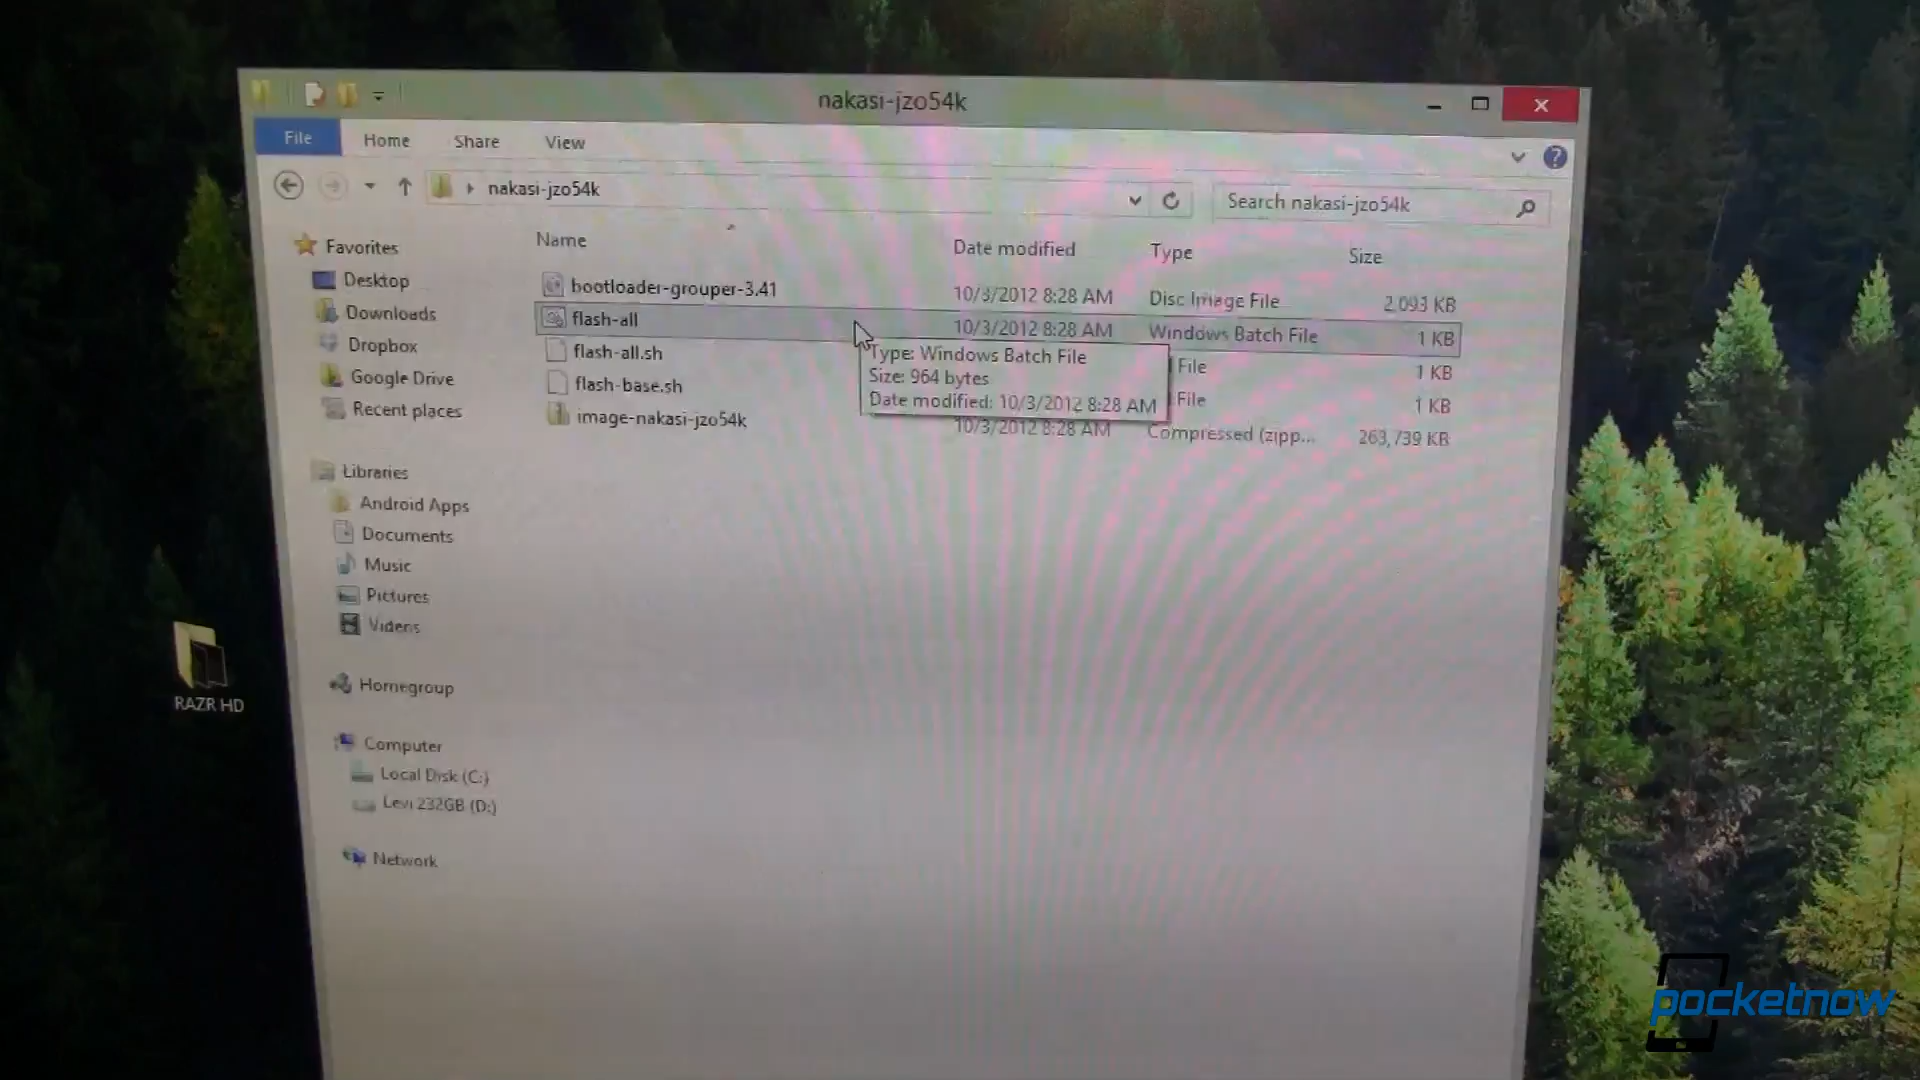 nakasi-jzo54k
File Home Share View
nakasi-jzo54k
Search nakasi-jzo54k
Name Date modified Type Size
bootloader-grouper-3.41 10/3/2012 8:28 AM Disc Image File 2,093 KB
flash-all 10/3/2012 8:28 AM Windows Batch File 1 KB
flash-all.sh File 1 KB
flash-base.sh File 1 KB
image-nakasi-jzo54k 10/3/2012 8:28 AM Compressed (zipp... 263,739 KB
Type: Windows Batch File
Size: 964 bytes
Date modified: 10/3/2012 8:28 AM
Favorites
Desktop
Downloads
Dropbox
Google Drive
Recent places
Libraries
Android Apps
Documents
Music
Pictures
Videos
Homegroup
Computer
Local Disk (C:)
Levi 232GB (D:)
Network
RAZR HD
pocketnow